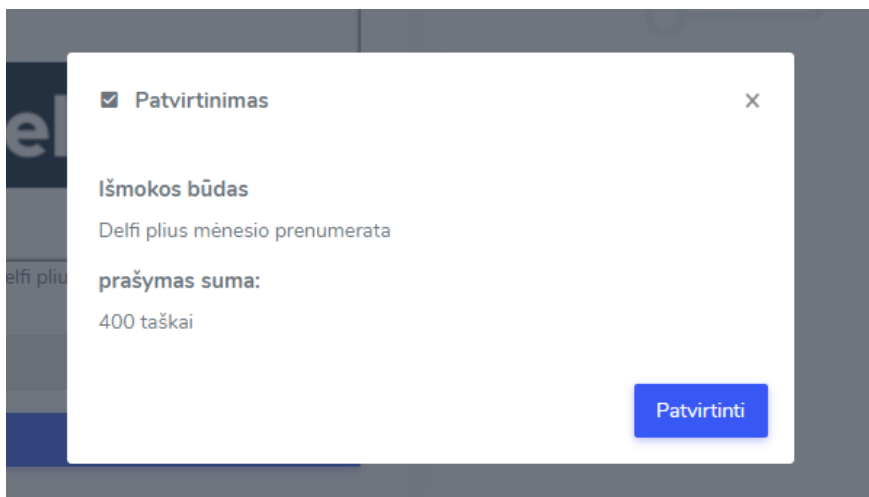 Patvirtinimas
Išmokos būdas
Delfi plius mėnesio prenumerata
prašymas suma:
400 taškai
Patvirtinti